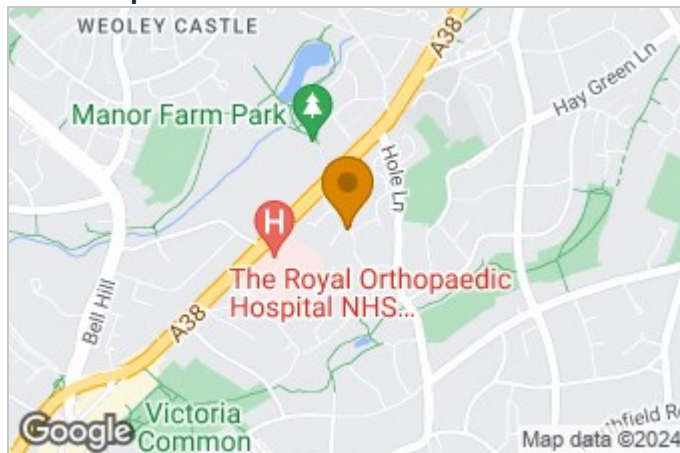 WEOLEY CASTLE
A38
Hay Green Ln
Manor Farm Park
Hole Ln
H
The Royal Orthopaedic
Hospital NHS...
Bell Hill
A38
Victoria
Common
Google
Map data ©2024